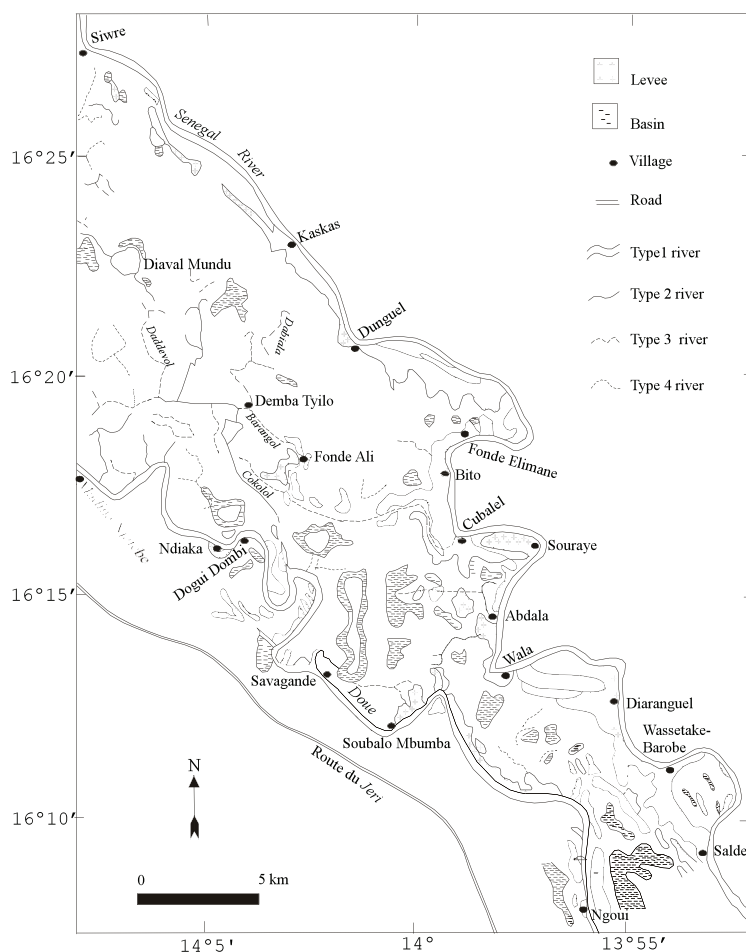 Siwre
Levee
Basin
Senegal
River
16°25′
Village
Road
Kaskas
Type1 river
Diaval Mundu
Type 2 river
Dunguel
Daddevol
Dabiala
Type 3 river
16°20′
Type 4 river
Demba Tyilo
Barangol
Fonde Ali
Fonde Elimane
Bito
Cokolol
Cubalel
Ndiaka
Souraye
Dogui Dombi
16°15′
Abdala
Wala
Savagande
Doue
Diaranguel
Soubalo Mbumba
Wassetake-
Barobe
N
Route du Jeri
16°10′
Salde
0 5 km
Ngoui
14°5'
14°
13°55′